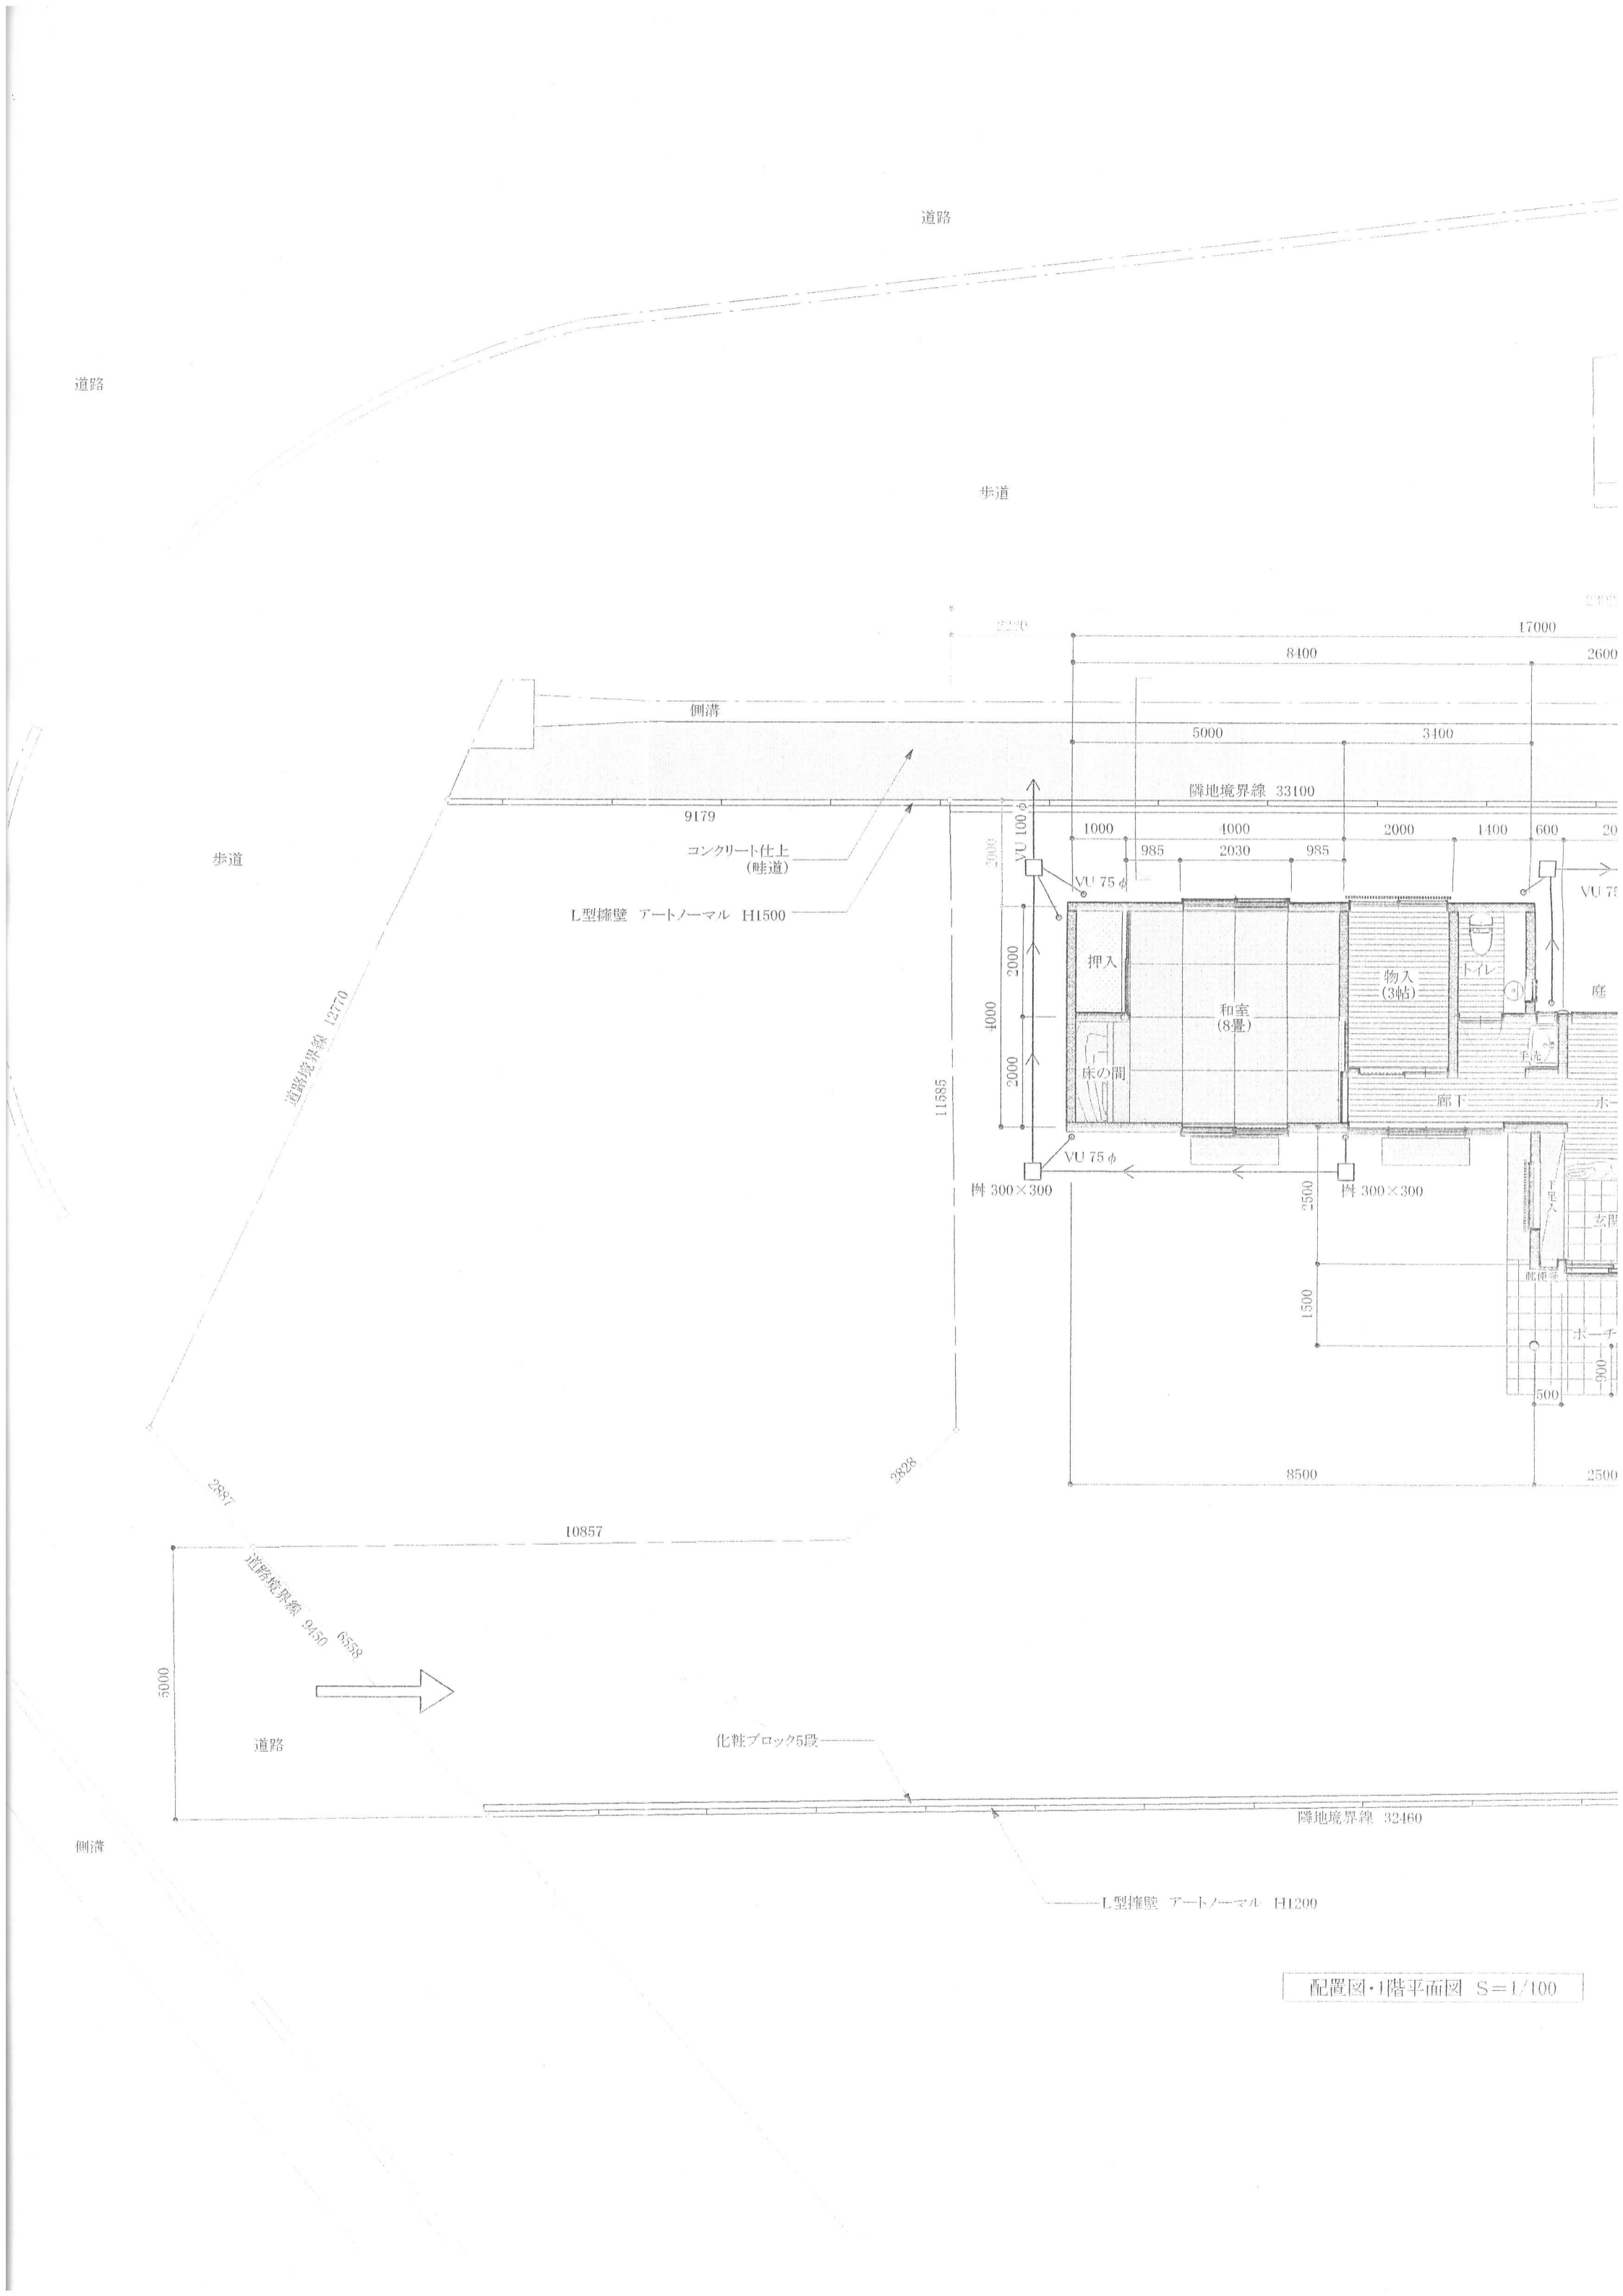 道路
道路
歩道
17000
8400
2600
側溝
5000
3400
隣地境界線 33100
9179
1000
4000
2000
1400
600
20
985
2030
985
コンクリート仕上
(畦道)
歩道
2000
VU 100φ
VU 75φ
VU 75
L型擁壁 アートノーマル H1500
押入
物入
(3帖)
トイレ
庭
和室
(8畳)
2000
4000
2000
手洗
床の間
廊下
ホー
道路境界線 12770
11585
VU 75φ
桝 300×300
桝 300×300
下足入
2500
玄関
1500
ポーチ
900
500
8500
2500
2828
2887
10857
道路境界線 9450
6558
5000
道路
化粧ブロック5段
隣地境界線 32460
側溝
L型擁壁 アートノーマル H1200
配置図・1階平面図 S=1/100